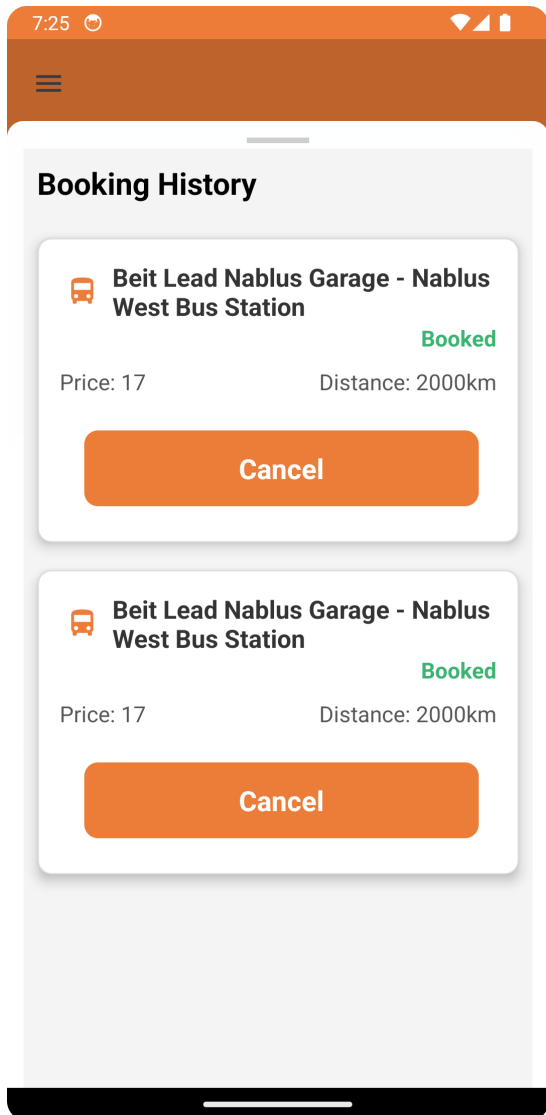 7:25
Booking History
Beit Lead Nablus Garage - Nablus
West Bus Station
Booked
Price: 17 Distance: 2000km
Cancel
Beit Lead Nablus Garage - Nablus
West Bus Station
Booked
Price: 17 Distance: 2000km
Cancel